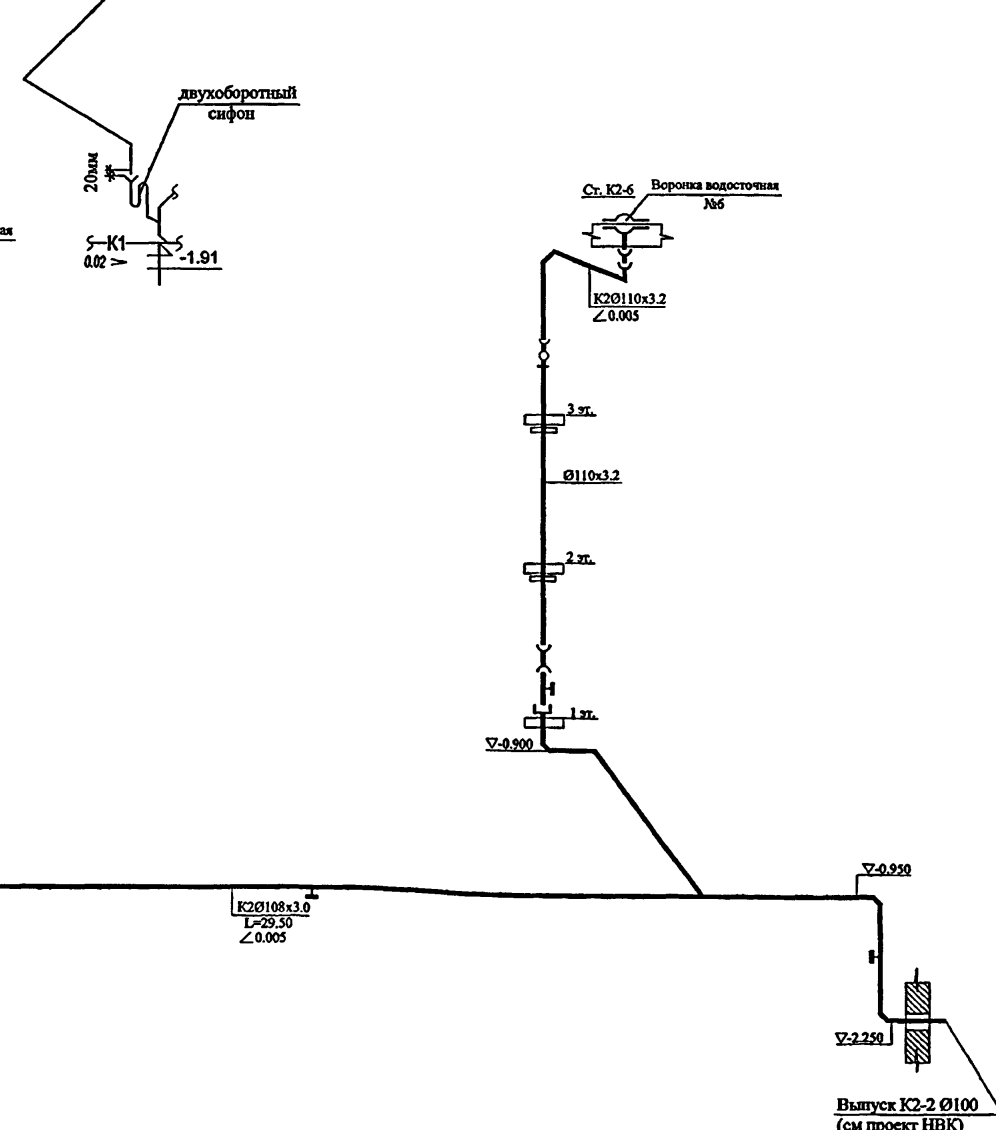 двухоборотный
сифон
20мм
ая
К1
0.02 >
-1.91
Ст. К2-6
Воронка водосточная
№6
К2Ø110х3.2
∠0.005
3 эт.
Ø110х3.2
2 эт.
1 эт.
-0.900
-0.950
К2Ø108х3.0
L=29,50
∠0.005
-2.250
Выпуск К2-2 Ø100
(см проект НВК)